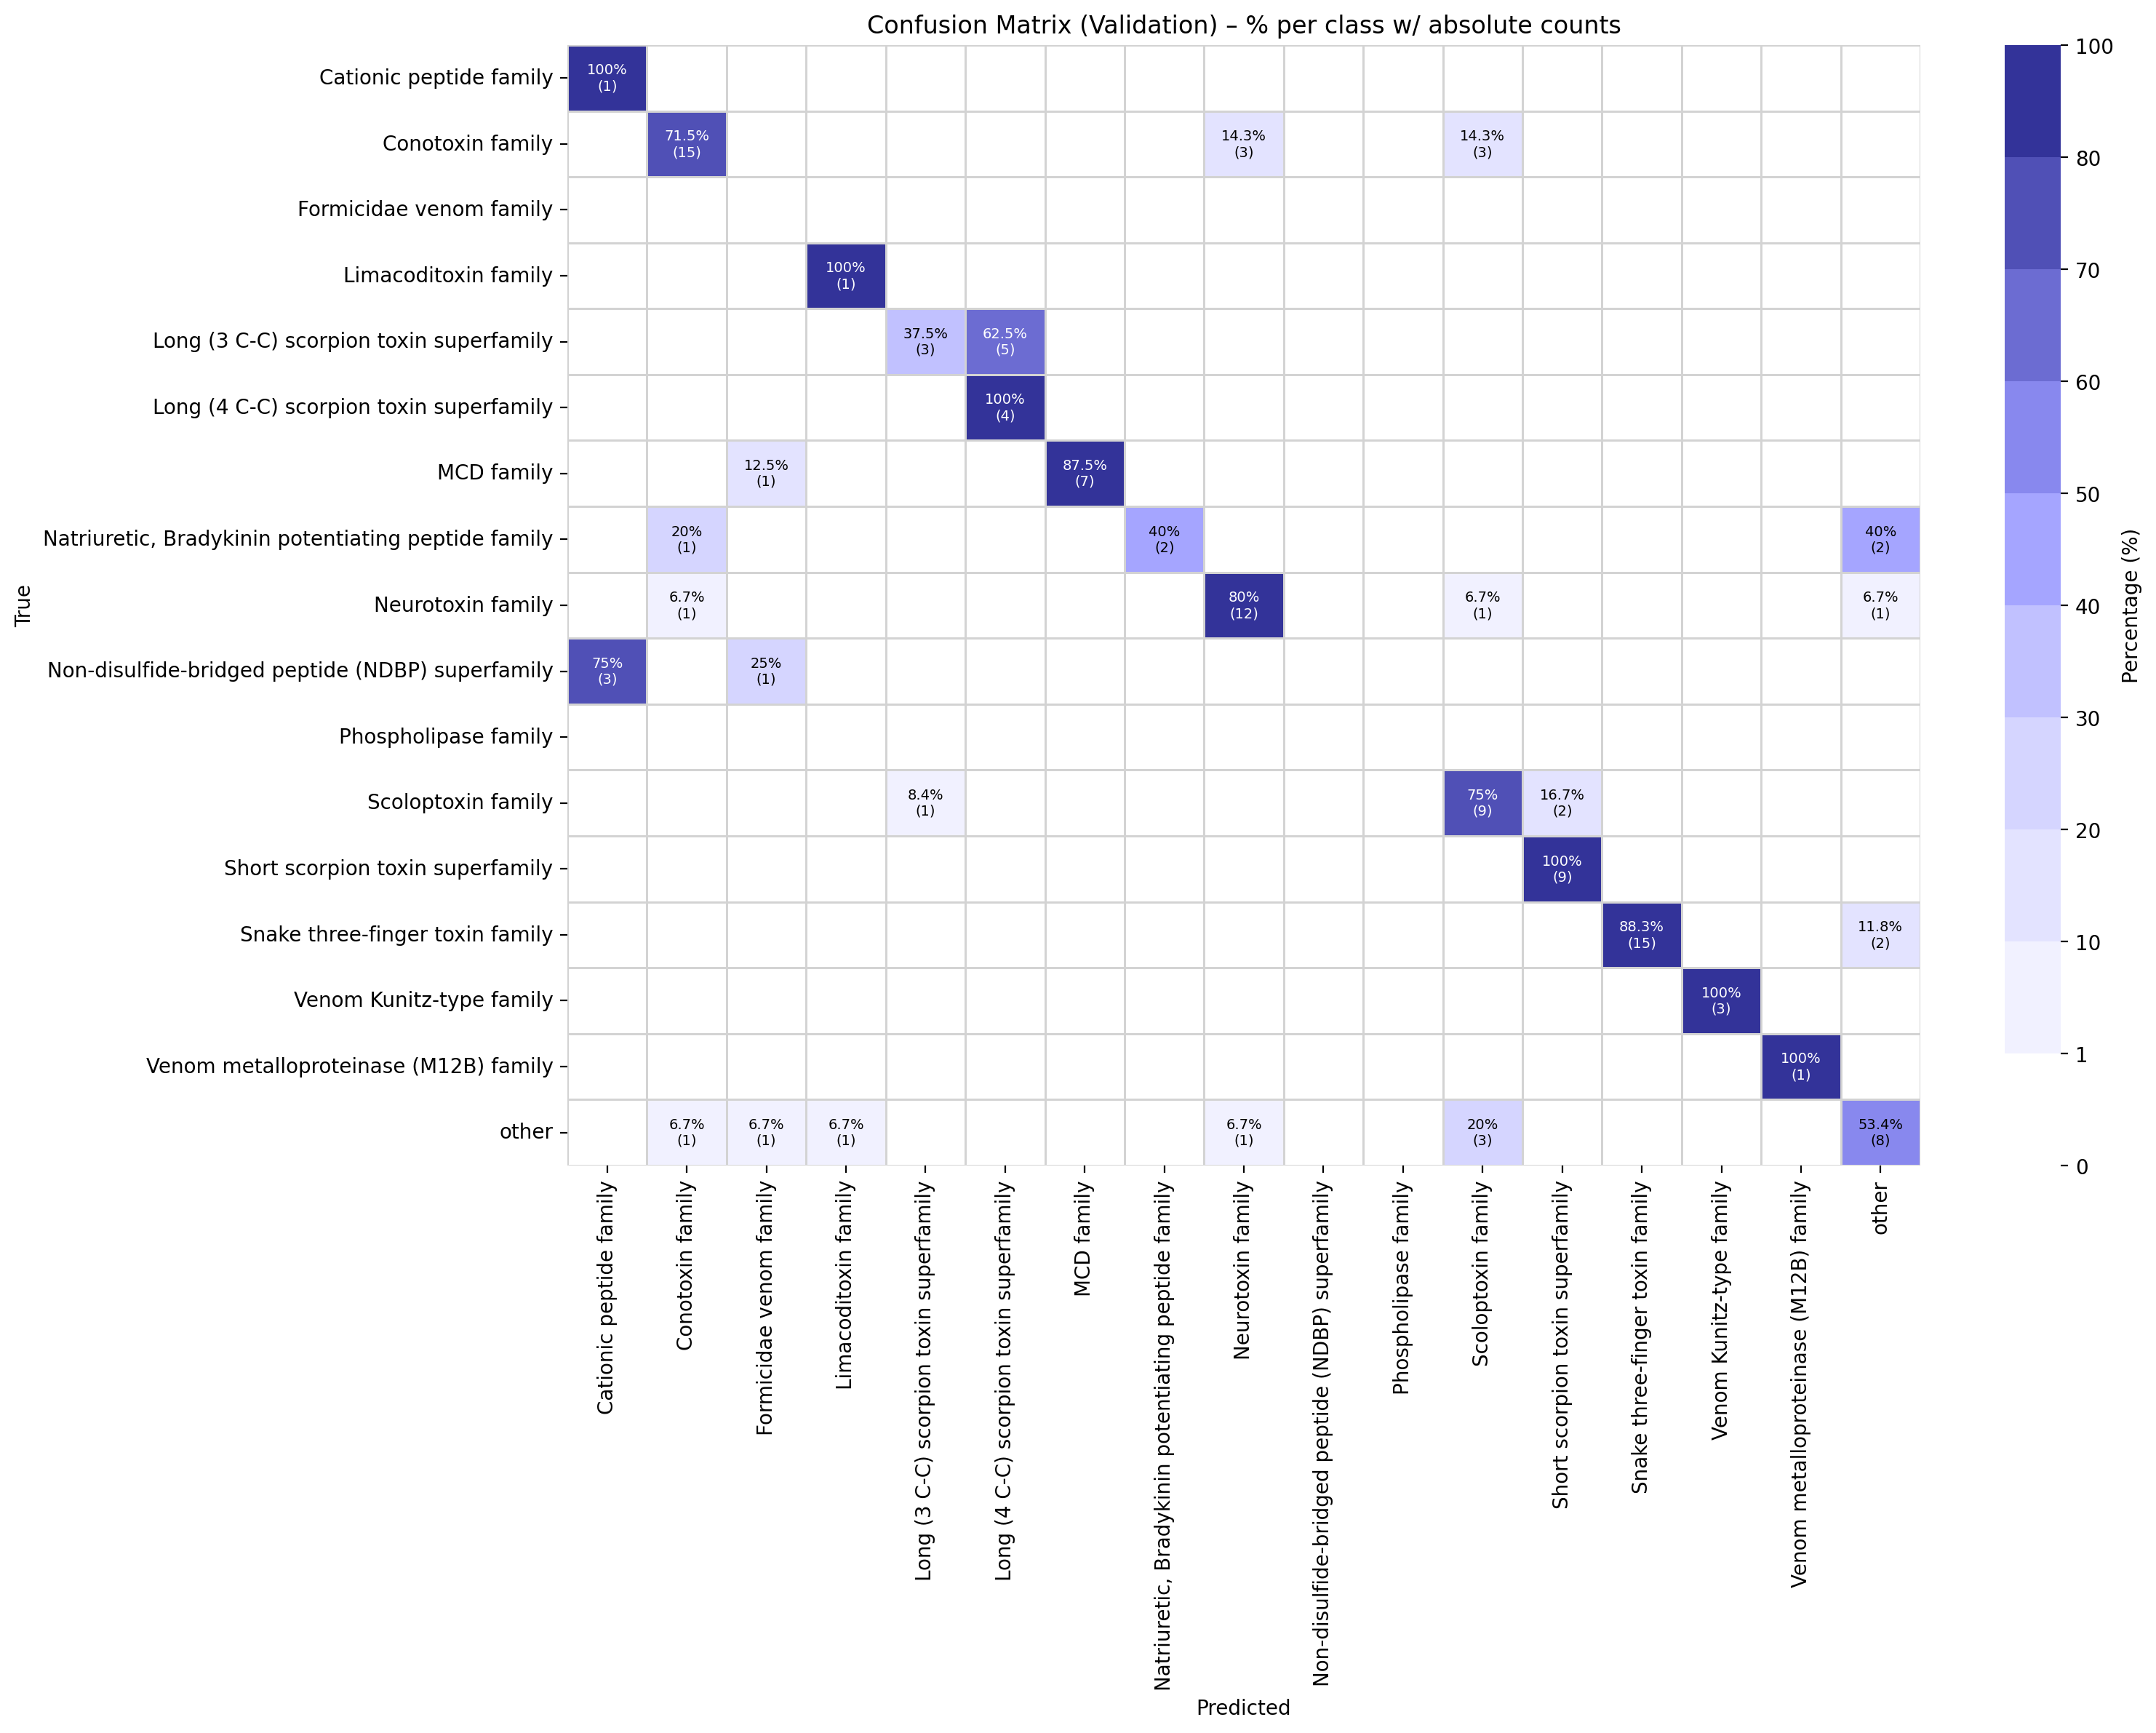 Confusion Matrix (Validation) – % per class w/ absolute counts
True
Cationic peptide family
100%
(1)
Conotoxin family
71.5%
(15)
14.3%
(3)
14.3%
(3)
Formicidae venom family
Limacoditoxin family
100%
(1)
Long (3 C-C) scorpion toxin superfamily
37.5%
(3)
62.5%
(5)
Long (4 C-C) scorpion toxin superfamily
100%
(4)
MCD family
12.5%
(1)
87.5%
(7)
Natriuretic, Bradykinin potentiating peptide family
20%
(1)
40%
(2)
40%
(2)
Neurotoxin family
6.7%
(1)
80%
(12)
6.7%
(1)
6.7%
(1)
Non-disulfide-bridged peptide (NDBP) superfamily
75%
(3)
25%
(1)
Phospholipase family
Scoloptoxin family
8.4%
(1)
75%
(9)
16.7%
(2)
Short scorpion toxin superfamily
100%
(9)
Snake three-finger toxin family
88.3%
(15)
11.8%
(2)
Venom Kunitz-type family
100%
(3)
Venom metalloproteinase (M12B) family
100%
(1)
other
6.7%
(1)
6.7%
(1)
6.7%
(1)
6.7%
(1)
20%
(3)
53.4%
(8)
Cationic peptide family
Conotoxin family
Formicidae venom family
Limacoditoxin family
Long (3 C-C) scorpion toxin superfamily
Long (4 C-C) scorpion toxin superfamily
MCD family
Natriuretic, Bradykinin potentiating peptide family
Neurotoxin family
Non-disulfide-bridged peptide (NDBP) superfamily
Phospholipase family
Scoloptoxin family
Short scorpion toxin superfamily
Snake three-finger toxin family
Venom Kunitz-type family
Venom metalloproteinase (M12B) family
other
Predicted
100
80
70
60
50
40
30
20
10
1
0
Percentage (%)